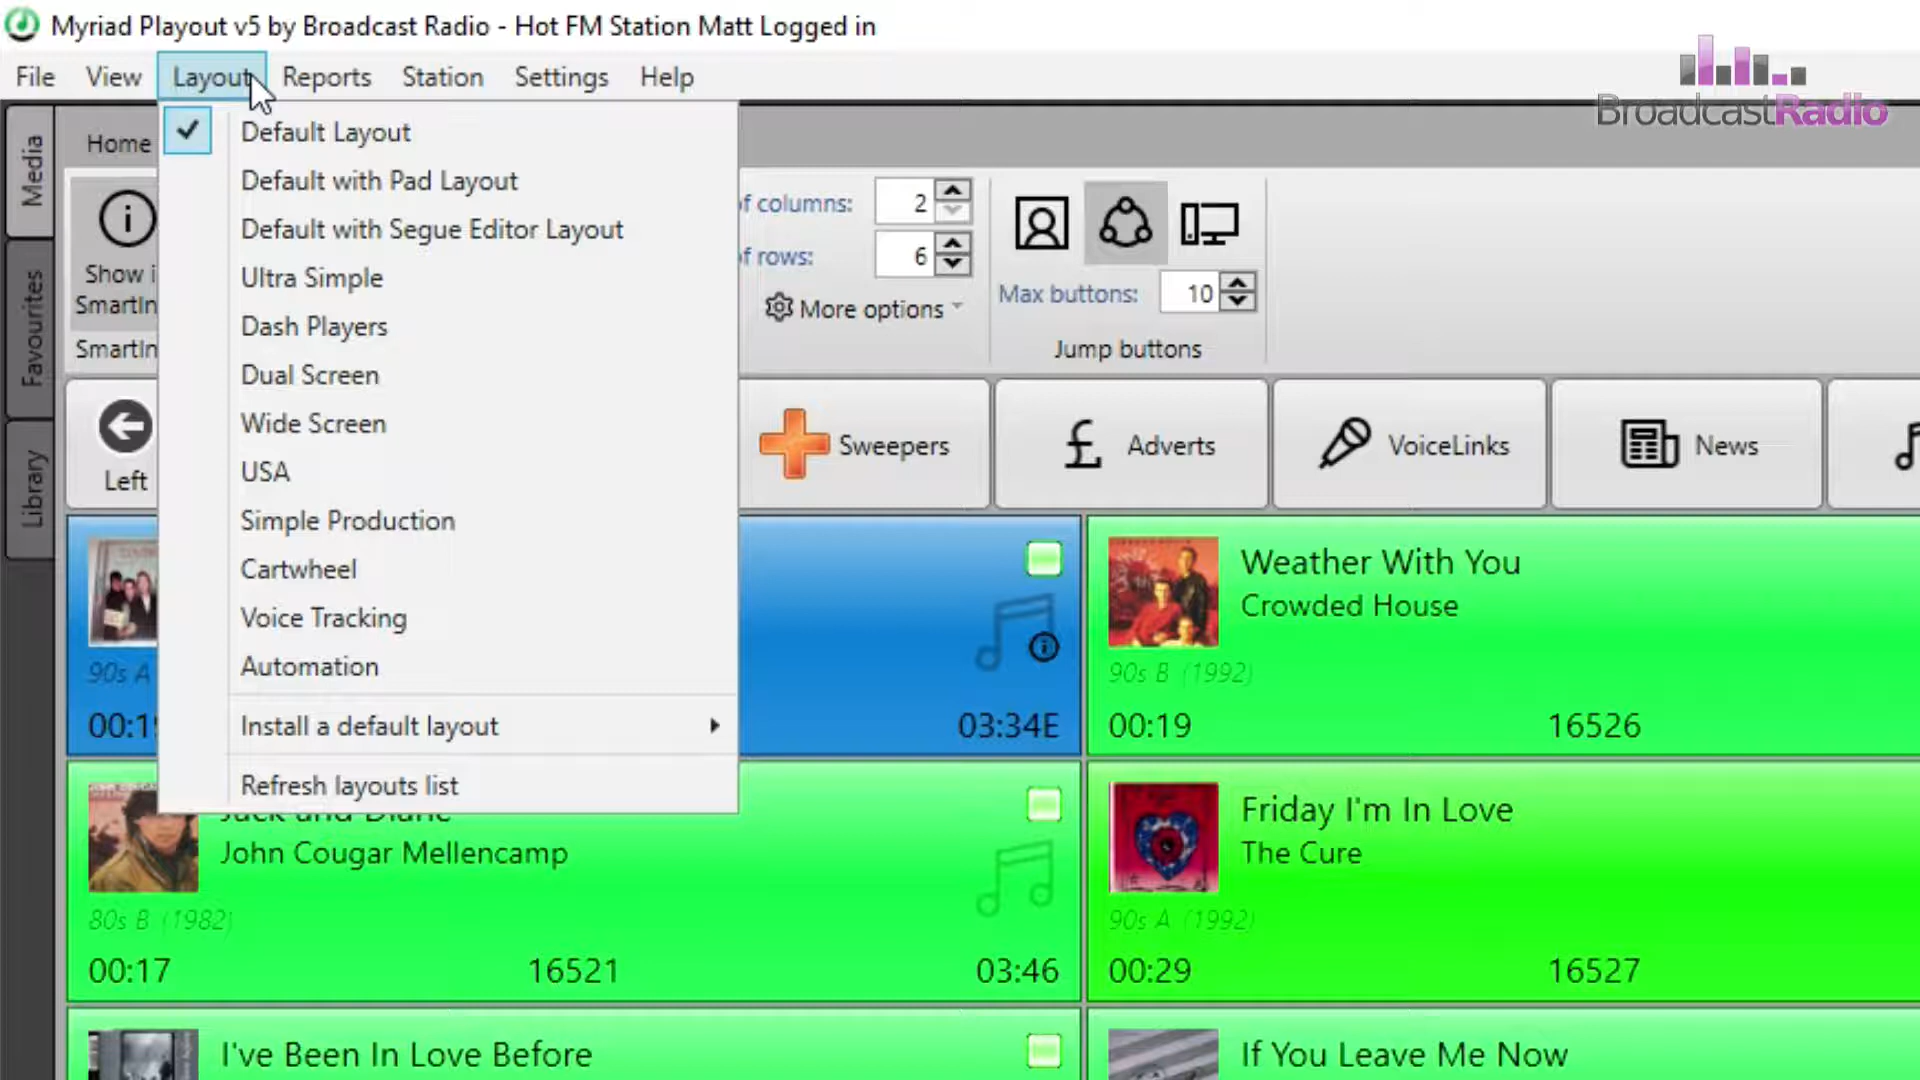 Myriad Playout v5 by Broadcast Radio - Hot FM Station Matt Logged in
BroadcastRadio
File View Layout Reports Station Settings Help
Default Layout
Default with Pad Layout
Default with Segue Editor Layout
Ultra Simple
Dash Players
Dual Screen
Wide Screen
USA
Simple Production
Cartwheel
Voice Tracking
Automation
Install a default layout
Refresh layouts list
Media
Favourites
Library
Home
Show i
SmartIn
SmartIn
of columns: 2
of rows: 6
More options
Max buttons: 10
Jump buttons
Left
Sweepers
Adverts
VoiceLinks
News
90s A
00:19
03:34E
Weather With You
Crowded House
90s B (1992)
00:19 16526
Jack and Diane
John Cougar Mellencamp
80s B (1982)
00:17 16521 03:46
Friday I'm In Love
The Cure
90s A (1992)
00:29 16527
I've Been In Love Before
If You Leave Me Now